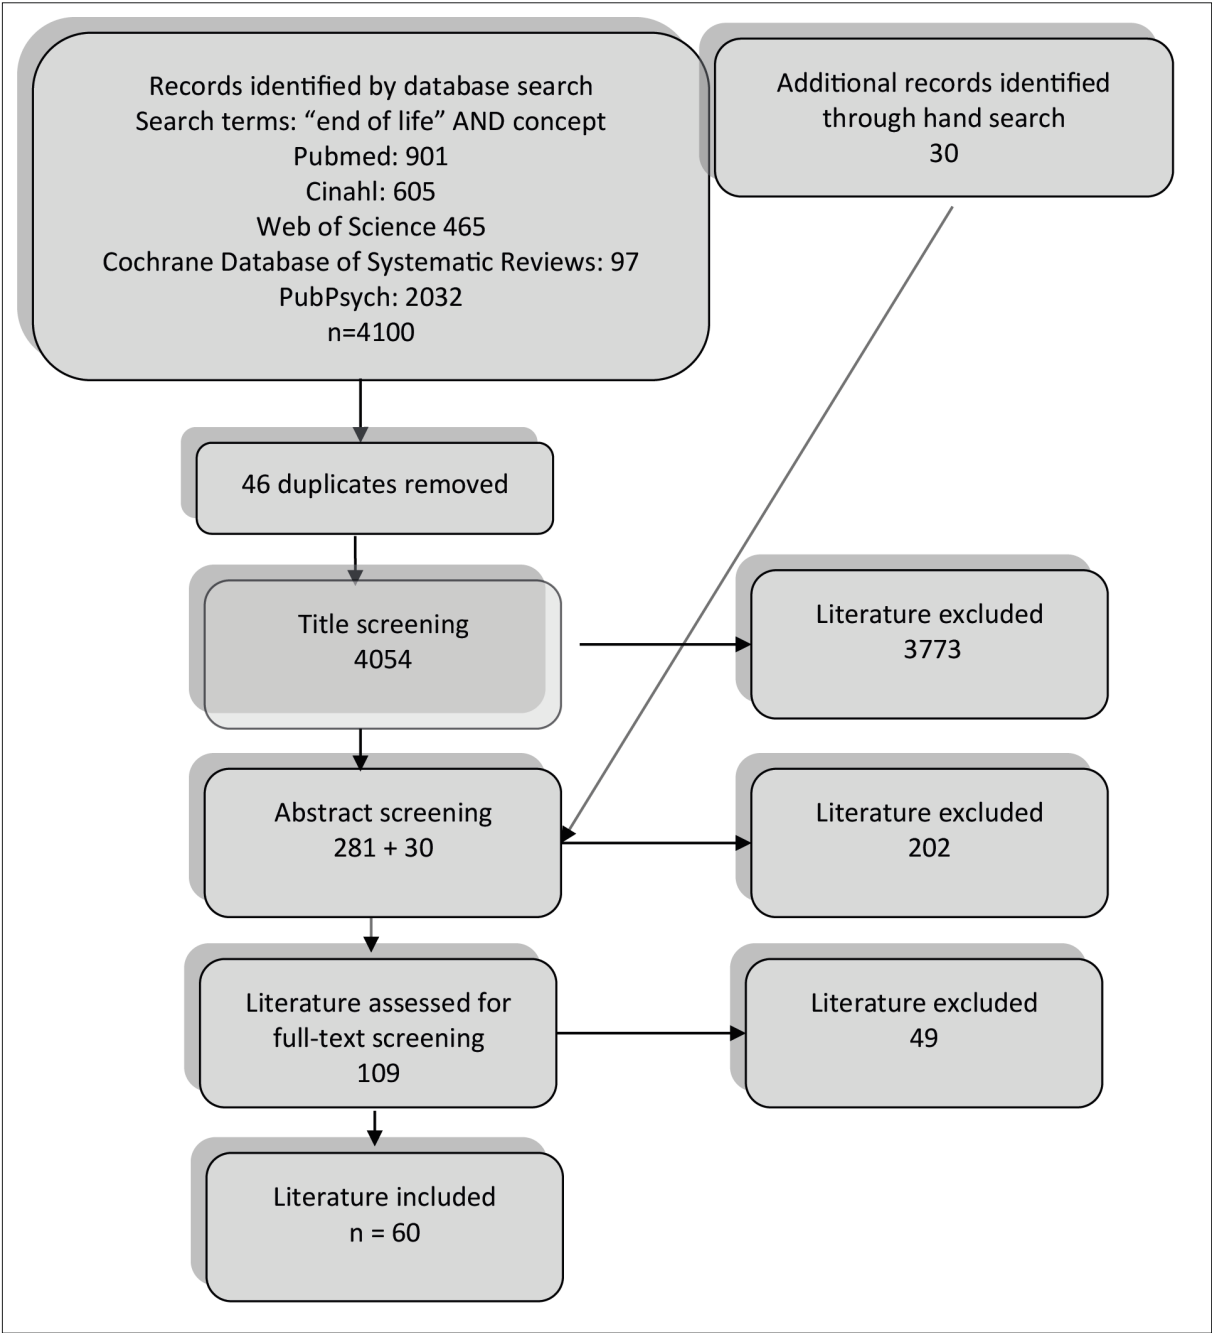 Records identified by database search
Search terms: “end of life” AND concept
Pubmed: 901
Cinahl: 605
Web of Science 465
Cochrane Database of Systematic Reviews: 97
PubPsych: 2032
n=4100
Additional records identified
through hand search
30
46 duplicates removed
Title screening
4054
Literature excluded
3773
Abstract screening
281 + 30
Literature excluded
202
Literature assessed for
full-text screening
109
Literature excluded
49
Literature included
n = 60